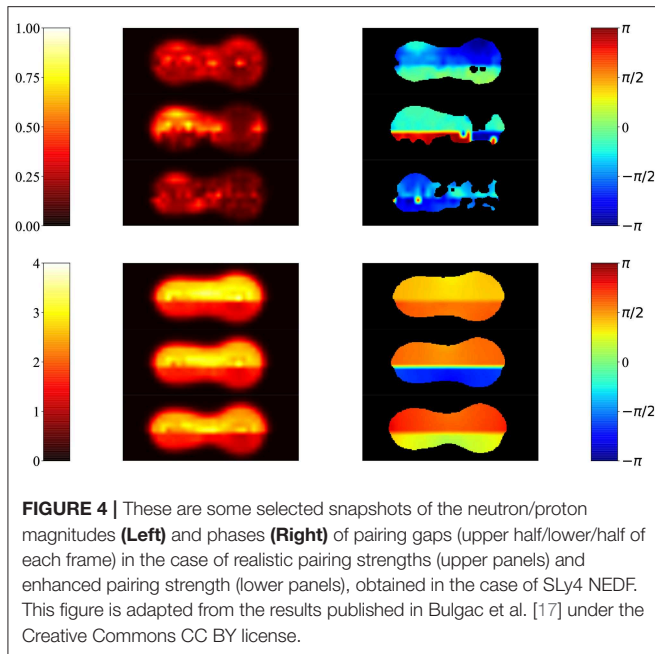 1.00
0.75
0.50
0.25
0.00
π
π/2
0
−π/2
−π
4
3
2
1
0
π
π/2
0
−π/2
−π
FIGURE 4 | These are some selected snapshots of the neutron/proton
magnitudes (Left) and phases (Right) of pairing gaps (upper half/lower/half of
each frame) in the case of realistic pairing strengths (upper panels) and
enhanced pairing strength (lower panels), obtained in the case of SLy4 NEDF.
This figure is adapted from the results published in Bulgac et al. [17] under the
Creative Commons CC BY license.